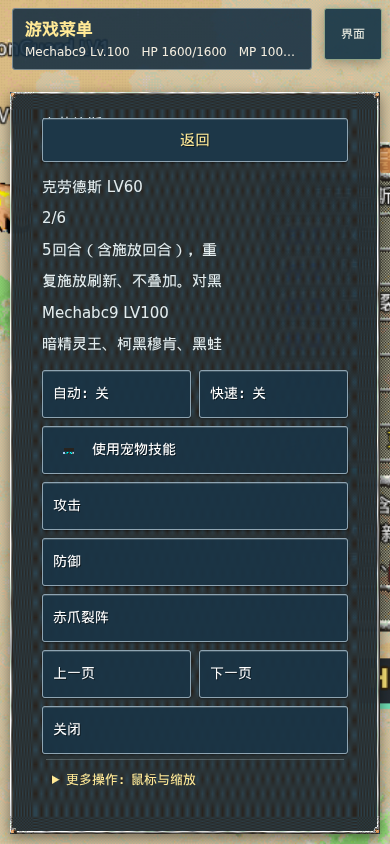 游戏菜单
Mechabc9 Lv.100 HP 1600/1600 MP 100...
界面
返回
克劳德斯 LV60
2/6
5回合（含施放回合），重
复施放刷新、不叠加。对黑
Mechabc9 LV100
暗精灵王、柯黑穆肯、黑蛙
自动: 关
快速: 关
使用宠物技能
攻击
防御
赤爪裂阵
上一页
下一页
关闭
▶ 更多操作: 鼠标与缩放